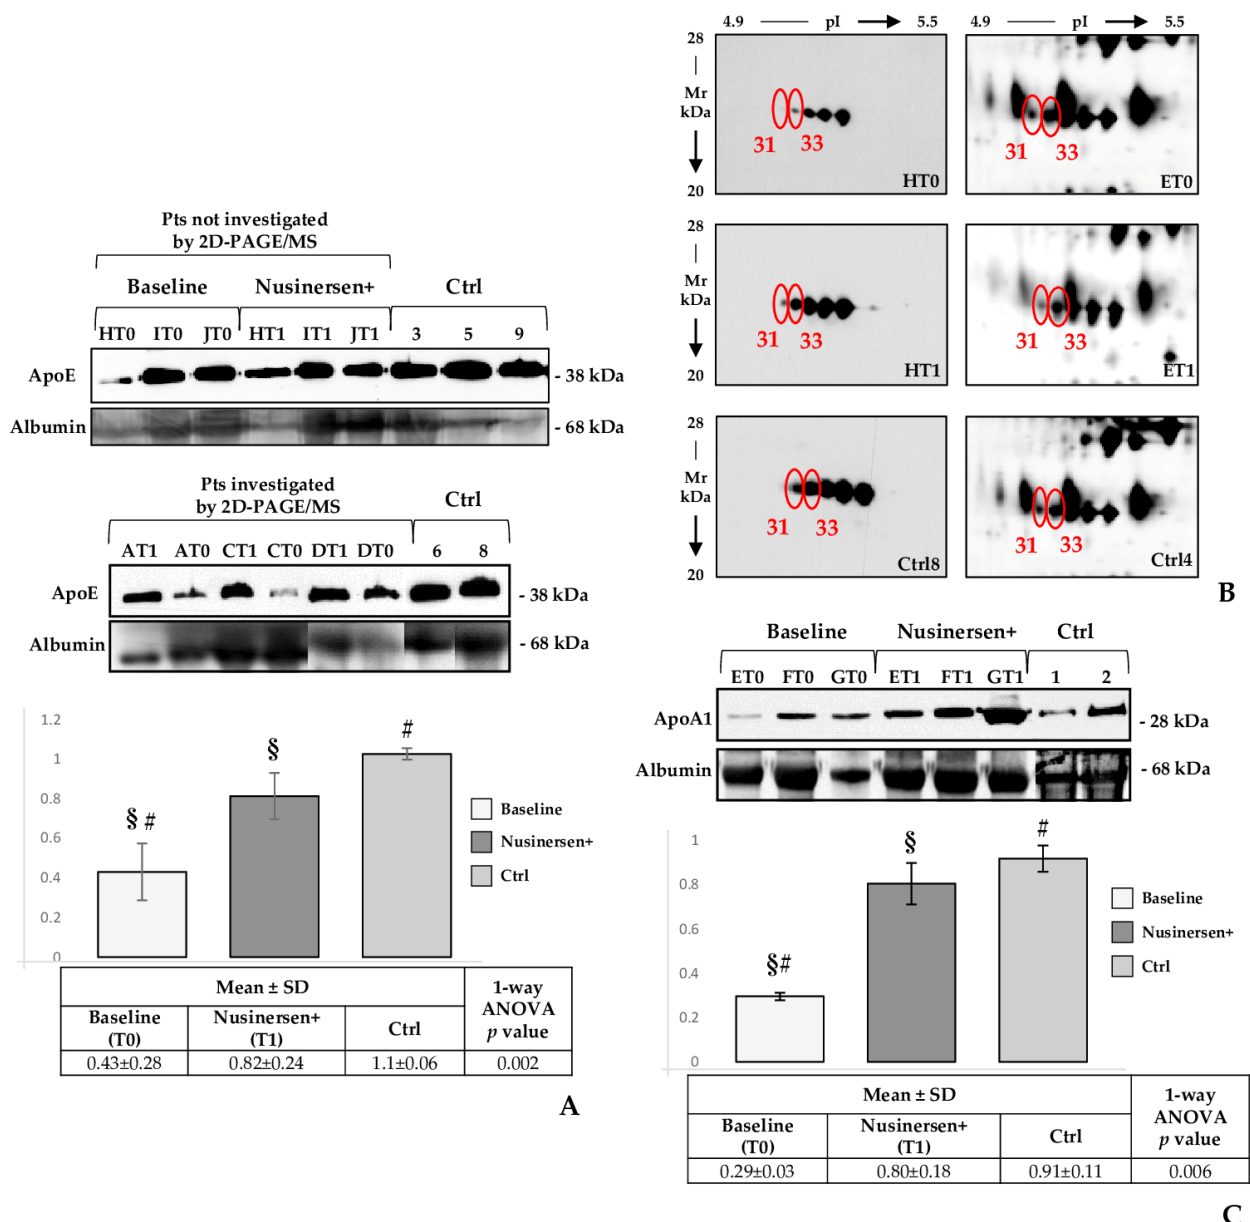 Pts not investigated
by 2D-PAGE/MS
Baseline Nusinersen+ Ctrl
HT0 IT0 JT0 HT1 IT1 JT1 3 5 9
ApoE - 38 kDa
Albumin - 68 kDa
Pts investigated
by 2D-PAGE/MS
Ctrl
AT1 AT0 CT1 CT0 DT1 DT0 6 8
ApoE - 38 kDa
Albumin - 68 kDa
1.2
1
0.8
0.6
0.4
0.2
0
§ #
§
#
Baseline
Nusinersen+
Ctrl
Mean ± SD
1-way
ANOVA
p value
Baseline
(T0)
Nusinersen+
(T1)
Ctrl
0.43±0.28 0.82±0.24 1.1±0.06 0.002
A
4.9 pI 5.5
4.9 pI 5.5
28
Mr
kDa
20
31 33
HT0
31 33
ET0
28
Mr
kDa
20
31 33
HT1
31 33
ET1
28
Mr
kDa
20
31 33
Ctrl8
31 33
Ctrl4
B
Baseline Nusinersen+ Ctrl
ET0 FT0 GT0 ET1 FT1 GT1 1 2
ApoA1 - 28 kDa
Albumin - 68 kDa
1
0.8
0.6
0.4
0.2
0
§#
§
#
Baseline
Nusinersen+
Ctrl
Mean ± SD
1-way
ANOVA
p value
Baseline
(T0)
Nusinersen+
(T1)
Ctrl
0.29±0.03 0.80±0.18 0.91±0.11 0.006
C